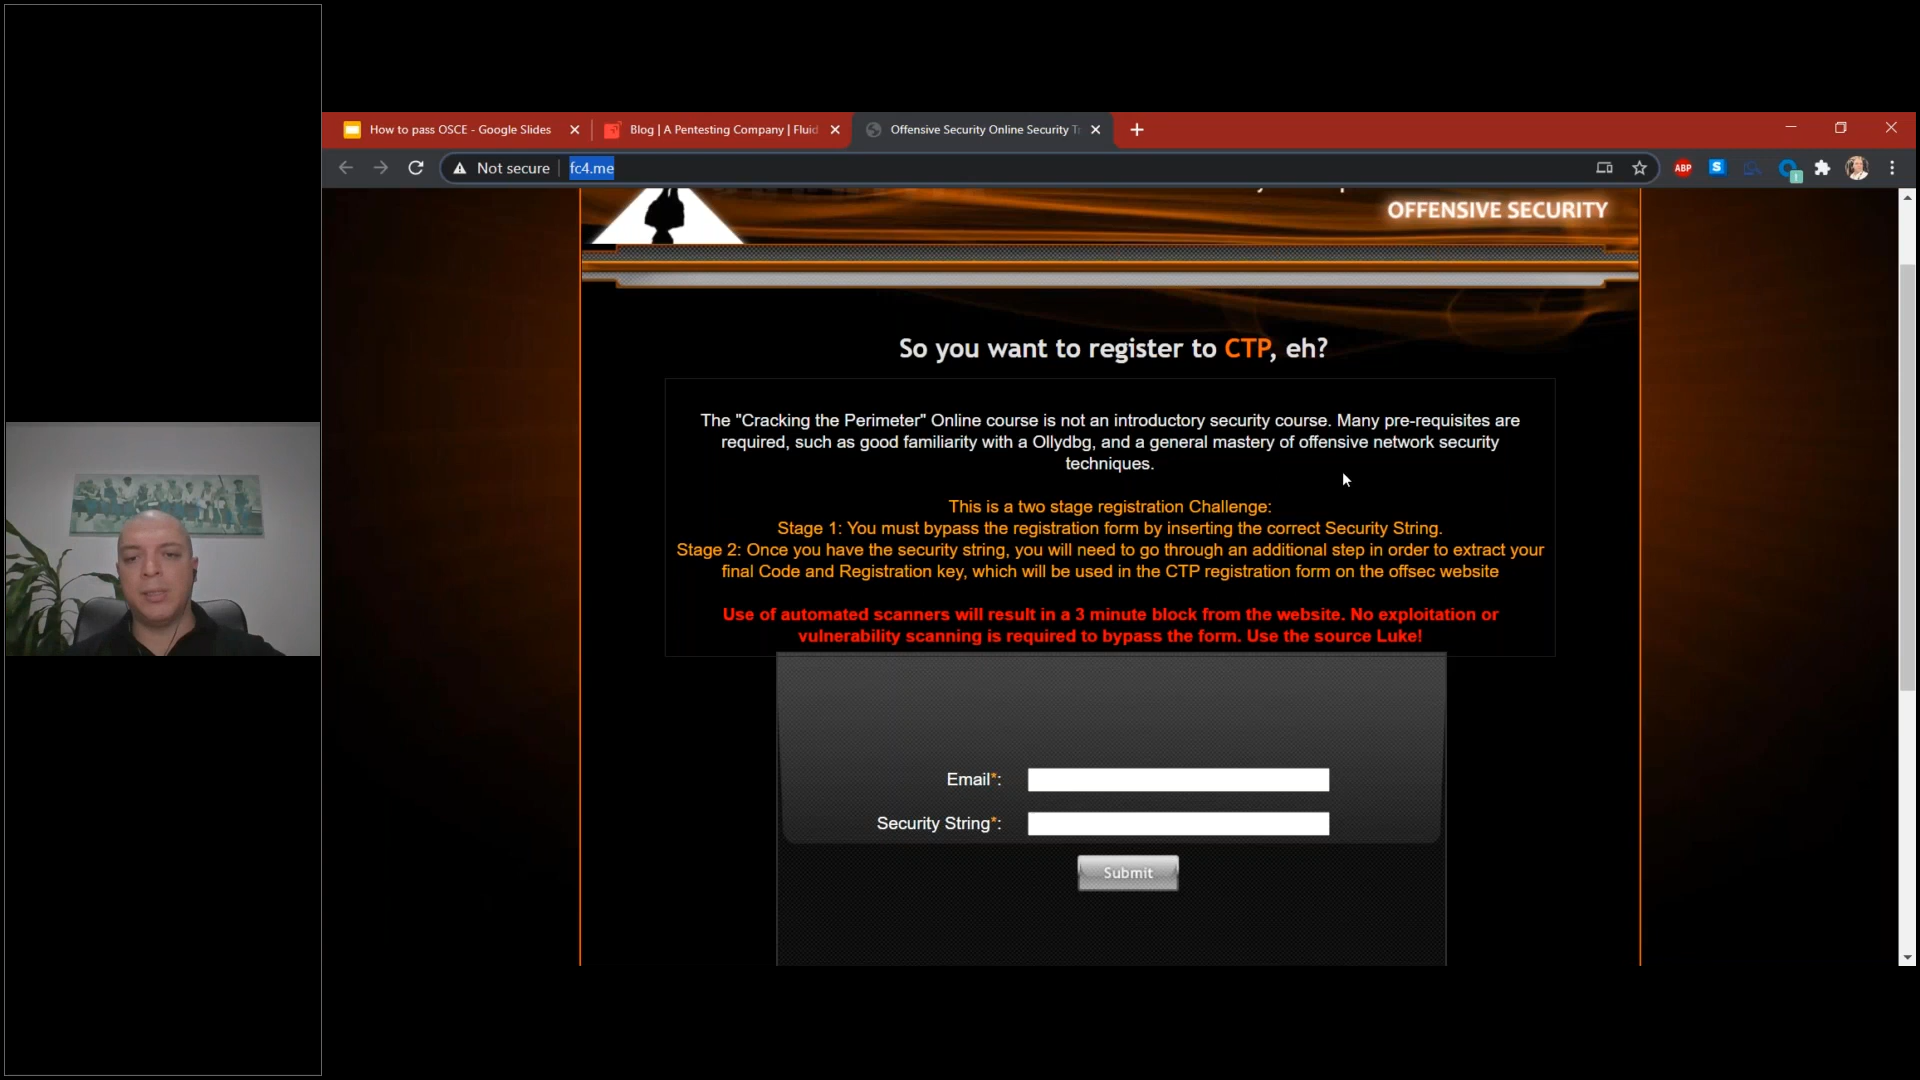 How to pass OSCE - Google Slides
Blog | A Pentesting Company | Fluid
Offensive Security Online Security
Not secure
fc4.me
ABP
S
OFFENSIVE SECURITY
So you want to register to CTP, eh?
The "Cracking the Perimeter" Online course is not an introductory security course. Many pre-requisites are
required, such as good familiarity with a Ollydbg, and a general mastery of offensive network security
techniques.
This is a two stage registration Challenge:
Stage 1: You must bypass the registration form by inserting the correct Security String.
Stage 2: Once you have the security string, you will need to go through an additional step in order to extract your
final Code and Registration key, which will be used in the CTP registration form on the offsec website
Use of automated scanners will result in a 3 minute block from the website. No exploitation or
vulnerability scanning is required to bypass the form. Use the source Luke!
Email*:
Security String*:
Submit